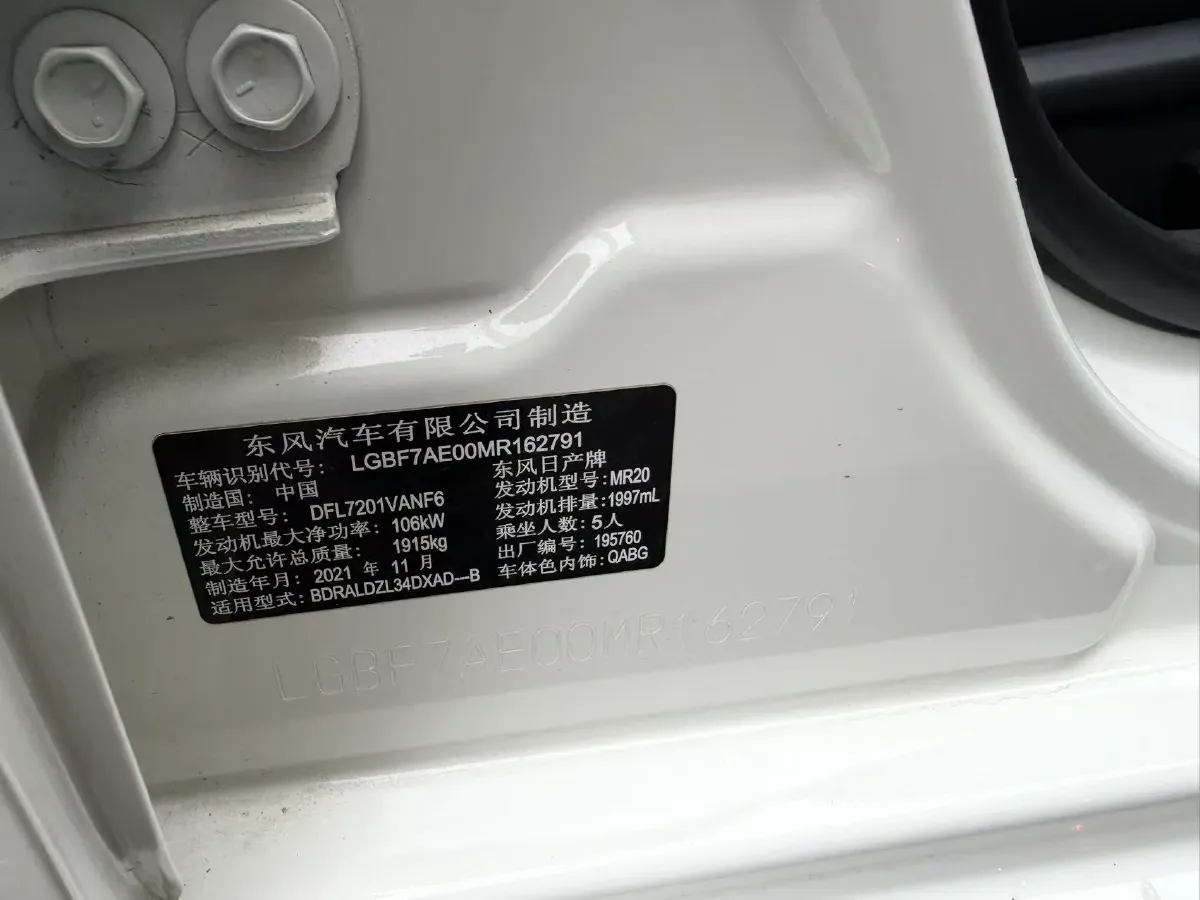 东风汽车有限公司制造
车辆识别代号: LGBF7AE00MR162791
制造国: 中国 东风日产牌
整车型号: DFL7201VANF6 发动机型号: MR20
发动机最大净功率: 106kW 发动机排量: 1997mL
最大允许总质量: 1915kg 乘坐人数: 5人
制造年月: 2021 年 11 月 出厂编号: 195760
适用型式: BDRALDZL34DXAD---B 车体色内饰: QABG
LGBF7AE00MR162791